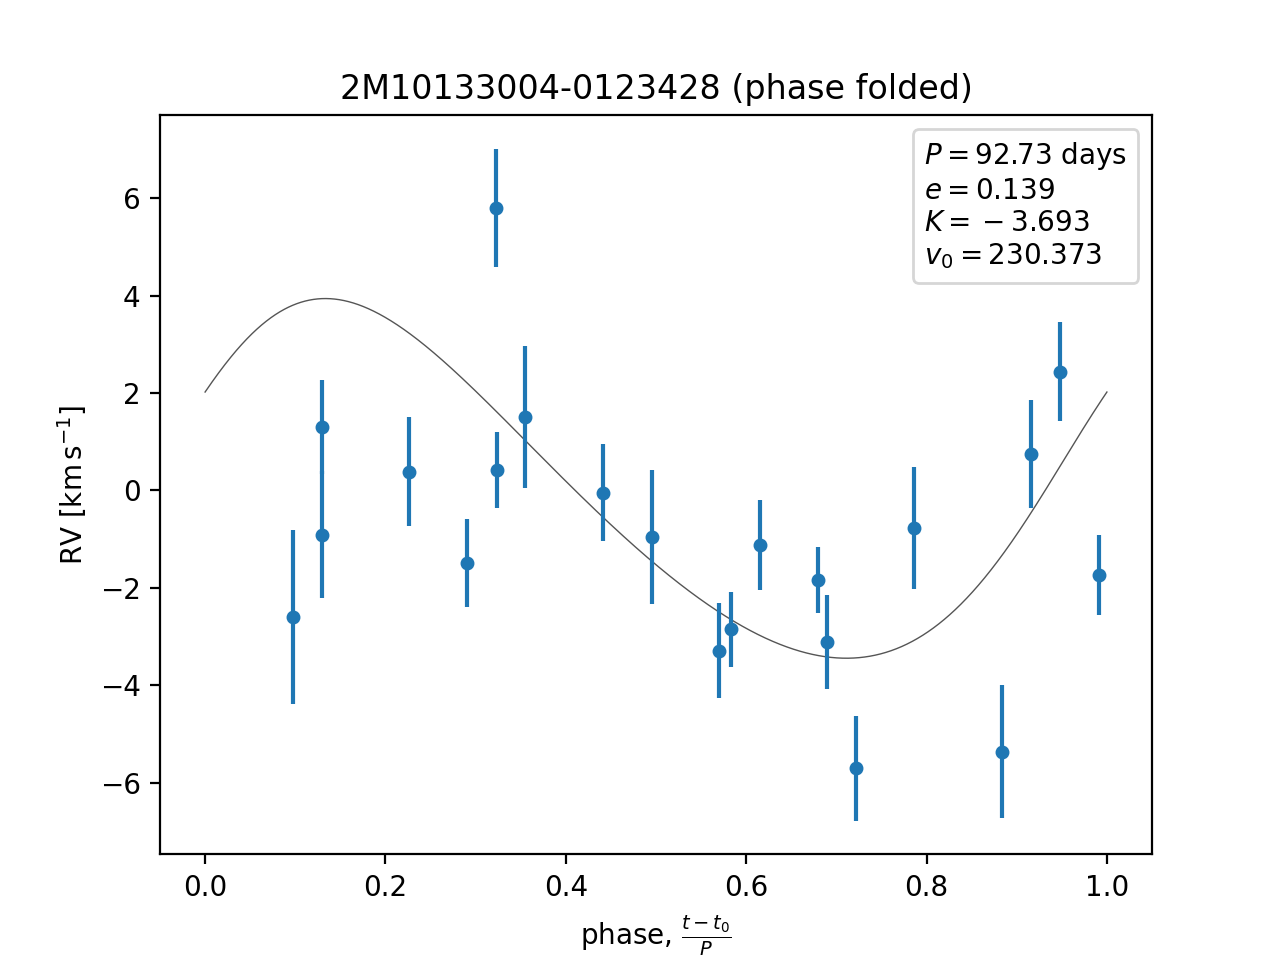 2M10133004-0123428 (phase folded)
P = 92.73 days
e = 0.139
K = − 3.693
v₀ = 230.373
RV [km s⁻¹]
6
4
2
0
−2
−4
−6
0.0 0.2 0.4 0.6 0.8 1.0
phase, (t − t₀)/P